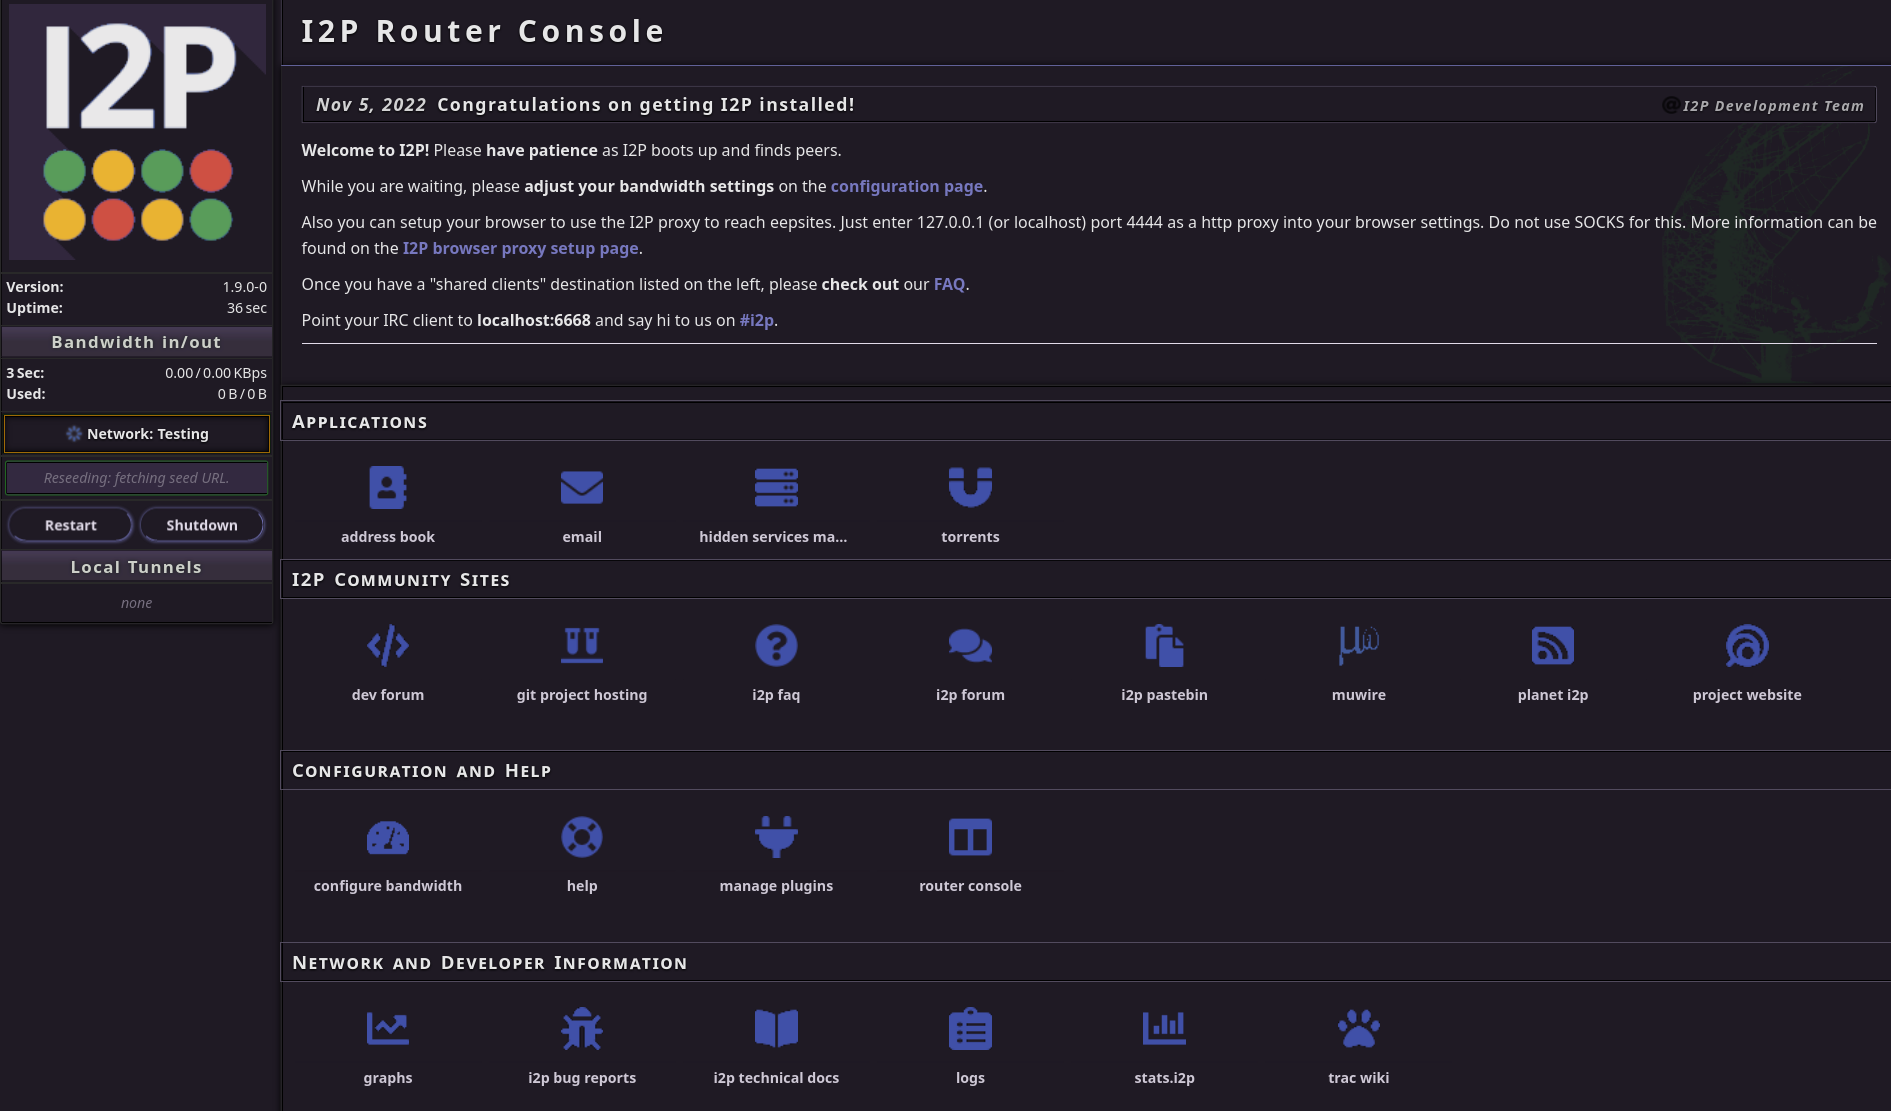 I2P
Version: 1.9.0-0
Uptime: 36 sec
Bandwidth in/out
3 Sec: 0.00 / 0.00 KBps
Used: 0 B / 0 B
Network: Testing
Reseeding: fetching seed URL.
Restart Shutdown
Local Tunnels
none
I2P Router Console
Nov 5, 2022 Congratulations on getting I2P installed! @I2P Development Team
Welcome to I2P! Please have patience as I2P boots up and finds peers.
While you are waiting, please adjust your bandwidth settings on the configuration page.
Also you can setup your browser to use the I2P proxy to reach eepsites. Just enter 127.0.0.1 (or localhost) port 4444 as a http proxy into your browser settings. Do not use SOCKS for this. More information can be
found on the I2P browser proxy setup page.
Once you have a "shared clients" destination listed on the left, please check out our FAQ.
Point your IRC client to localhost:6668 and say hi to us on #i2p.
Applications
address book email hidden services ma... torrents
I2P Community Sites
dev forum git project hosting i2p faq i2p forum i2p pastebin muwire planet i2p project website
Configuration and Help
configure bandwidth help manage plugins router console
Network and Developer Information
graphs i2p bug reports i2p technical docs logs stats.i2p trac wiki